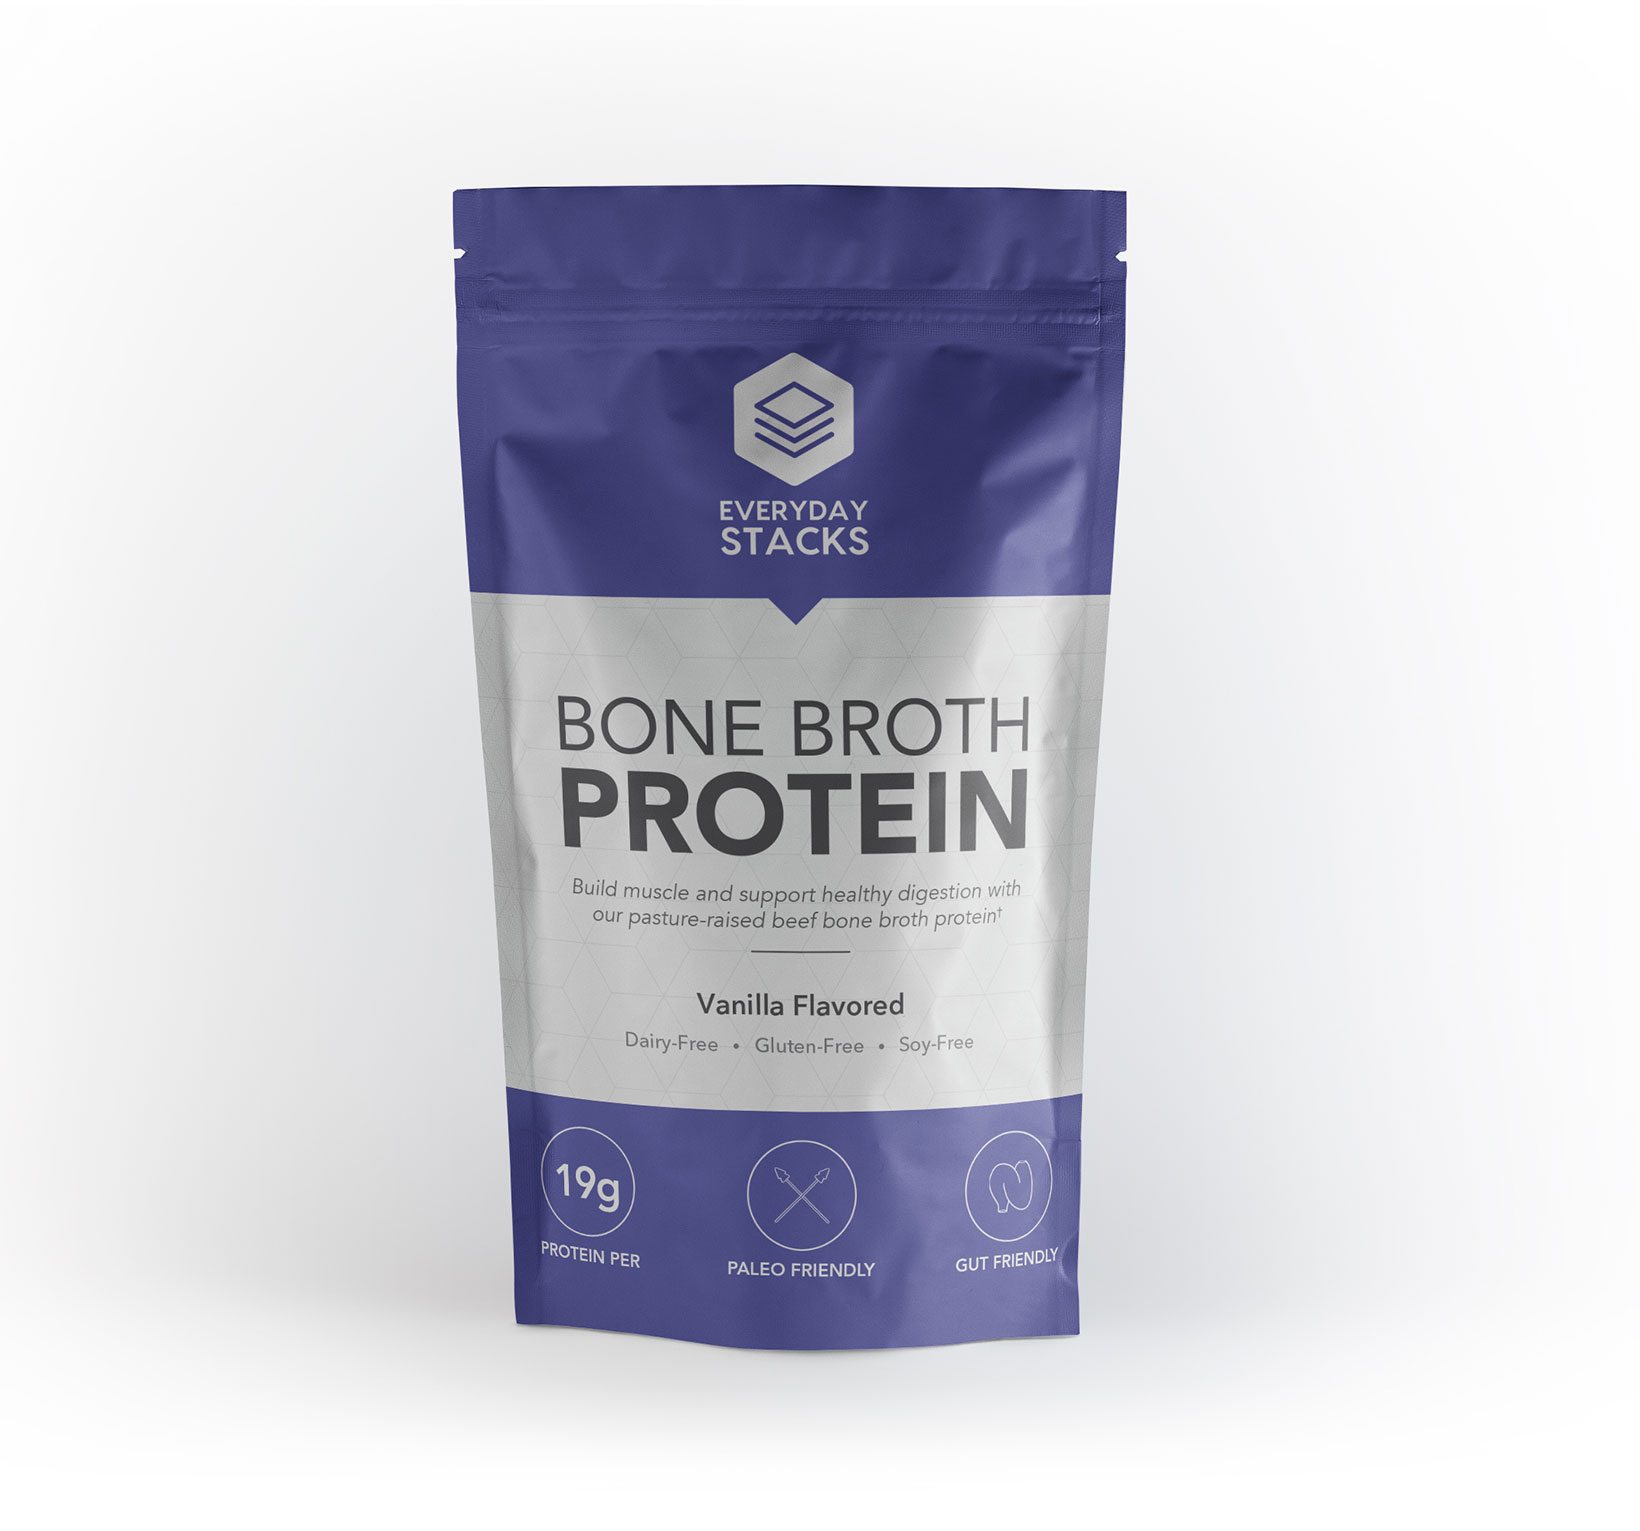 EVERYDAY
STACKS
BONE BROTH
PROTEIN
Build muscle and support healthy digestion with
our pasture-raised beef bone broth protein†
Vanilla Flavored
Dairy-Free • Gluten-Free • Soy-Free
19g
PROTEIN PER
PALEO FRIENDLY
GUT FRIENDLY